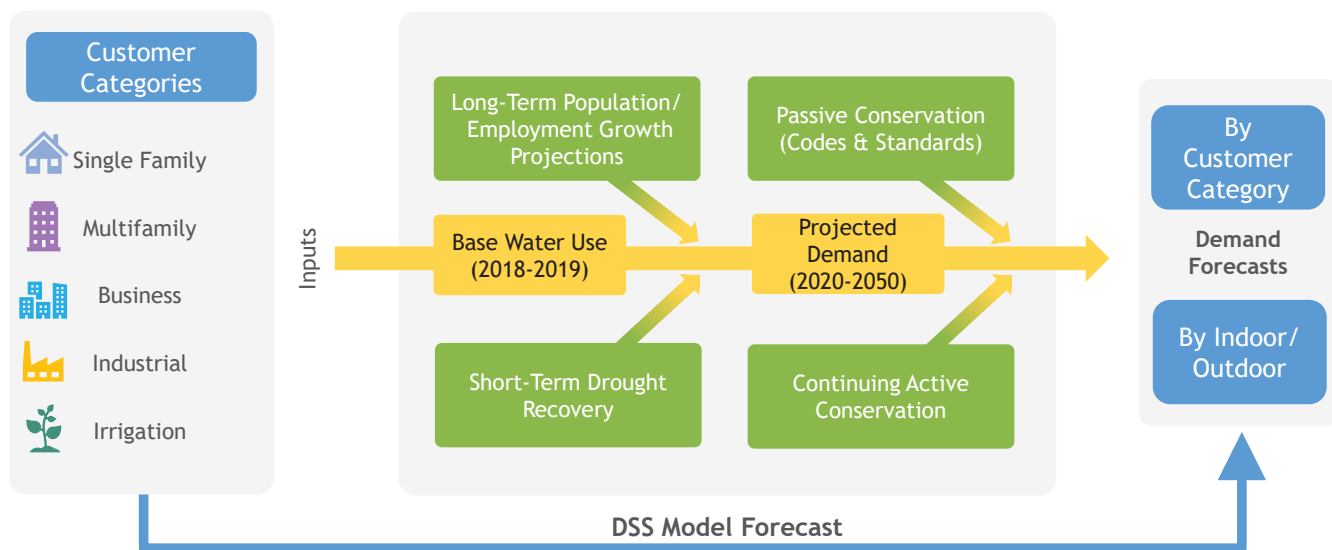 Customer
Categories
Single Family
Multifamily
Business
Industrial
Irrigation
Inputs
Long-Term Population/
Employment Growth
Projections
Passive Conservation
(Codes & Standards)
Base Water Use
(2018-2019)
Projected
Demand
(2020-2050)
Short-Term Drought
Recovery
Continuing Active
Conservation
By
Customer
Category
Demand
Forecasts
By Indoor/
Outdoor
DSS Model Forecast